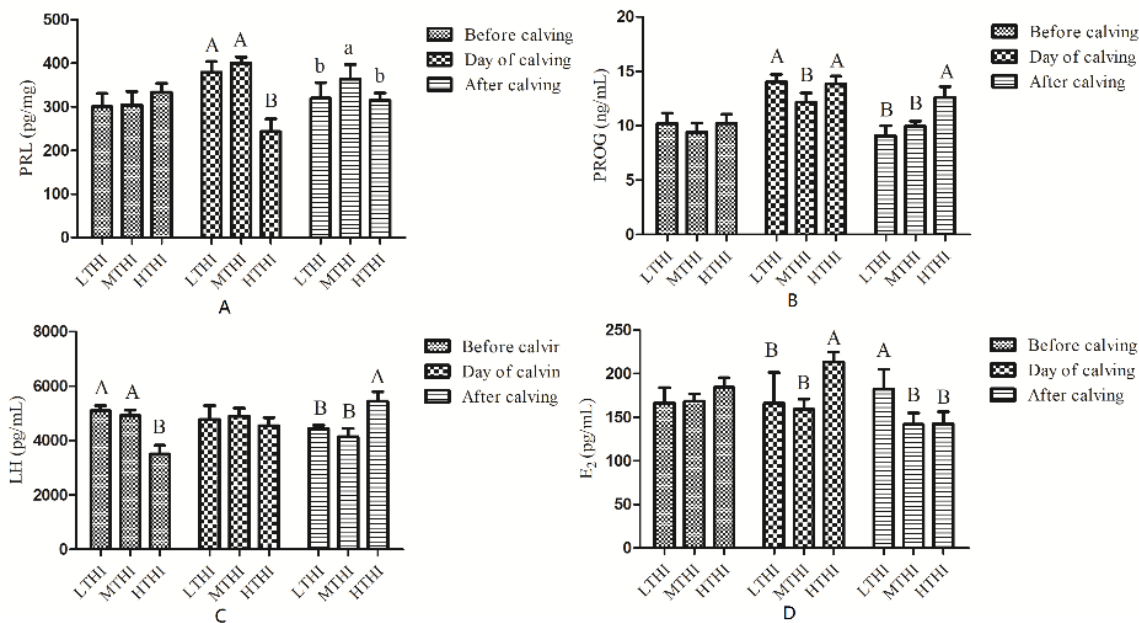 500
400
300
200
100
0
PRL (pg/mg)
A A B
b a b
Before calving
Day of calving
After calving
LTHI MTHI HTHI LTHI MTHI HTHI LTHI MTHI HTHI
A
20
15
10
5
0
PROG (ng/mL)
A B A
B B A
Before calving
Day of calving
After calving
LTHI MTHI HTHI LTHI MTHI HTHI LTHI MTHI HTHI
B
8000
6000
4000
2000
0
LH (pg/mL)
A A B
B B A
Before calvir
Day of calvin
After calving
LTHI MTHI HTHI LTHI MTHI HTHI LTHI MTHI HTHI
C
250
200
150
100
50
0
E₂ (pg/mL)
B B A
A B B
Before calving
Day of calving
After calving
LTHI MTHI HTHI LTHI MTHI HTHI LTHI MTHI HTHI
D